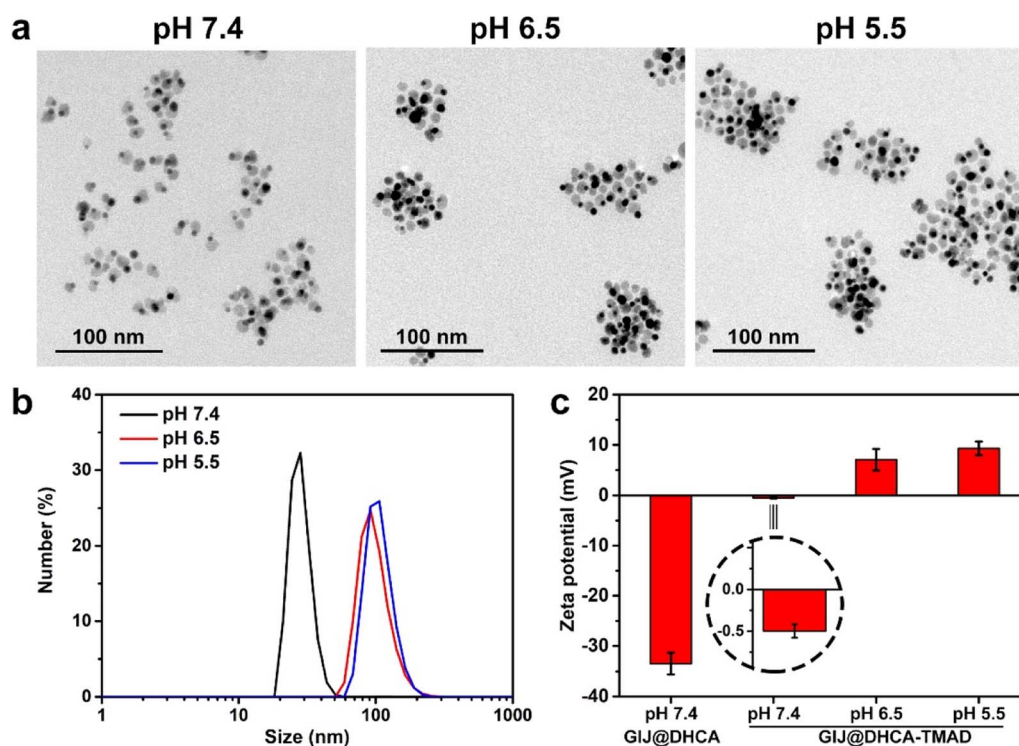 a
pH 7.4
pH 6.5
pH 5.5
100 nm
100 nm
100 nm
b
40
30
20
10
0
Number (%)
pH 7.4
pH 6.5
pH 5.5
1
10
100
1000
Size (nm)
c
20
10
0
-10
-20
-30
-40
Zeta potential (mV)
0.0
-0.5
pH 7.4
pH 7.4
pH 6.5
pH 5.5
GIJ@DHCA
GIJ@DHCA-TMAD